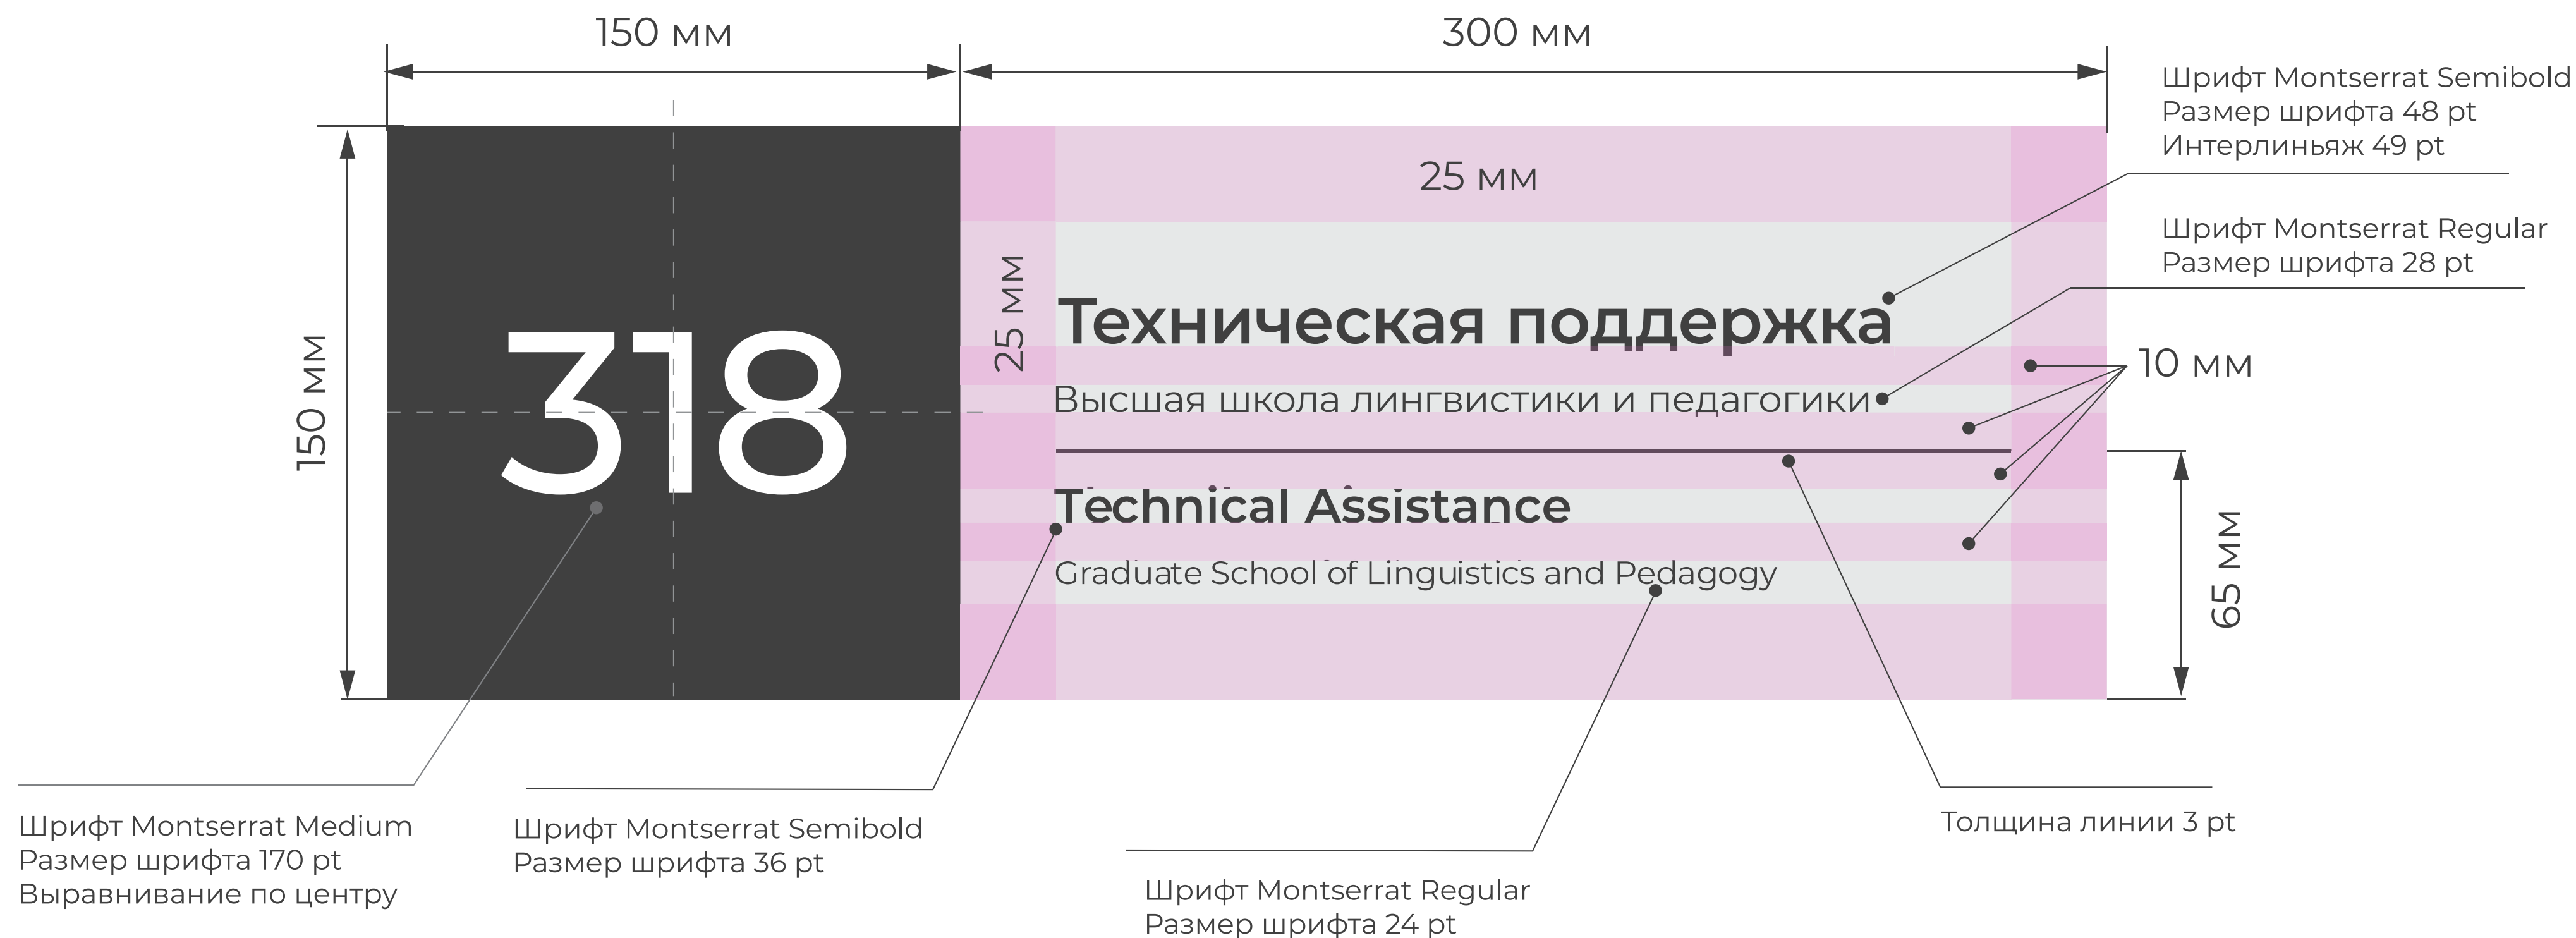 150 мм
300 мм
Шрифт Montserrat Semibold
Размер шрифта 48 pt
Интерлиньяж 49 pt
25 мм
Шрифт Montserrat Regular
Размер шрифта 28 pt
150 мм
318
25 мм
Техническая поддержка
10 мм
Высшая школа лингвистики и педагогики
Technical Assistance
Graduate School of Linguistics and Pedagogy
65 мм
Шрифт Montserrat Medium
Размер шрифта 170 pt
Выравнивание по центру
Шрифт Montserrat Semibold
Размер шрифта 36 pt
Шрифт Montserrat Regular
Размер шрифта 24 pt
Толщина линии 3 pt